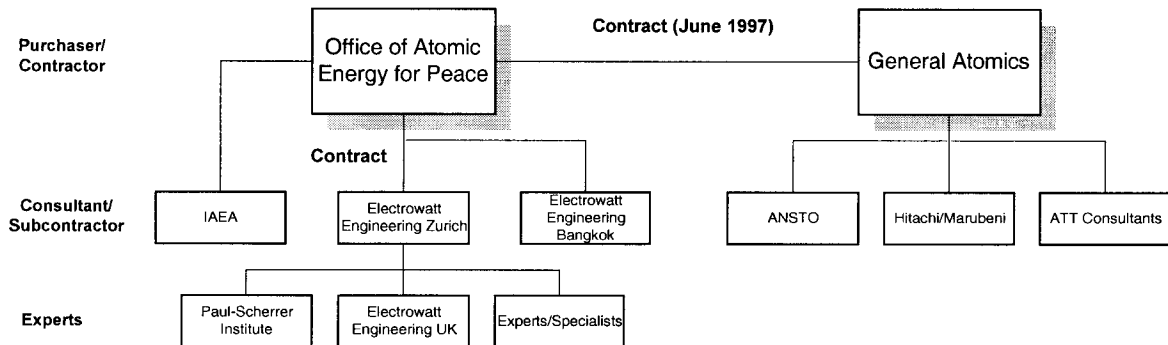 Purchaser/
Contractor
Office of Atomic
Energy for Peace
Contract (June 1997)
General Atomics
Contract
Consultant/
Subcontractor
IAEA
Electrowatt
Engineering Zurich
Electrowatt
Engineering
Bangkok
ANSTO
Hitachi/Marubeni
ATT Consultants
Experts
Paul-Scherrer
Institute
Electrowatt
Engineering UK
Experts/Specialists